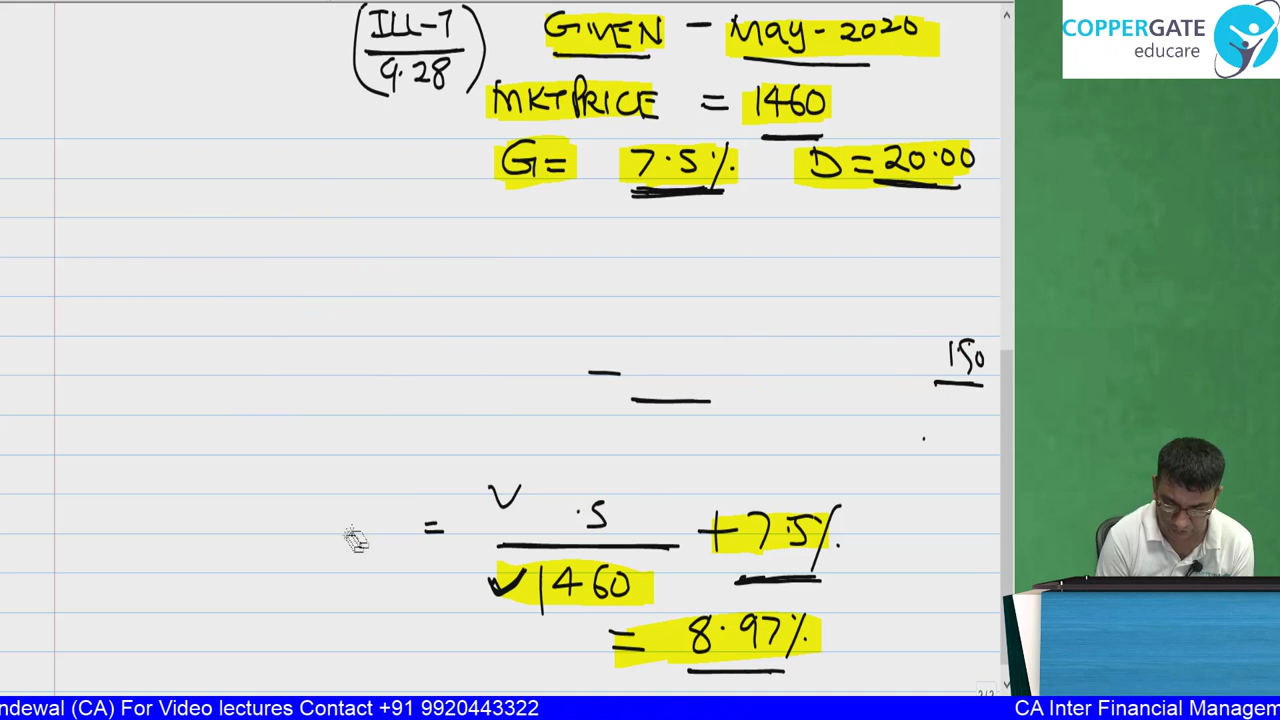 ILL-7
9.28
GIVEN - May-2020
MKT PRICE = 1460
G= 7.5% D = 20.00
150
= .5 + 7.5%
1460
= 8.97%
COPPERGATE
educare
ndewal (CA) For Video lectures Contact +91 9920443322
CA Inter Financial Managem